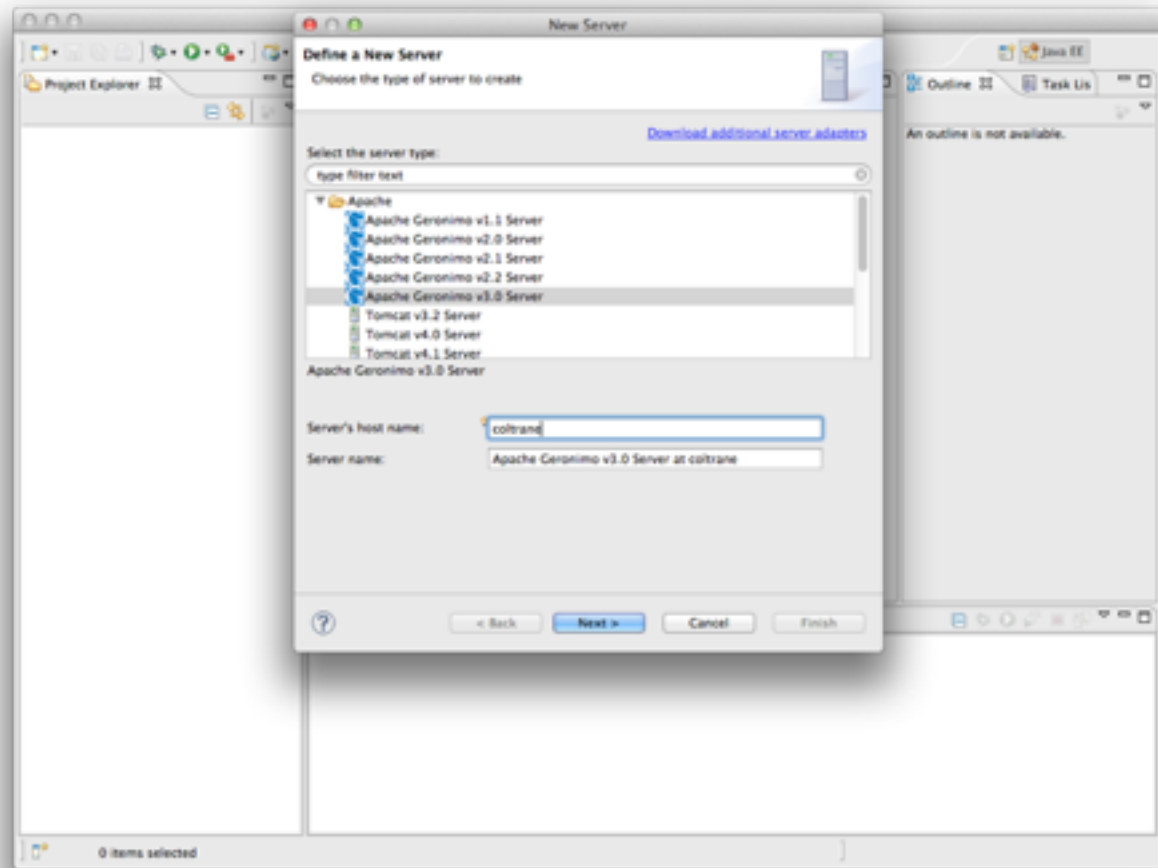 New Server
Java EE
Project Explorer
Define a New Server
Choose the type of server to create
Outline
Task Lis
An outline is not available.
Download additional server adapters
Select the server type:
type filter text
Apache
Apache Geronimo v1.1 Server
Apache Geronimo v2.0 Server
Apache Geronimo v2.1 Server
Apache Geronimo v2.2 Server
Apache Geronimo v3.0 Server
Tomcat v3.2 Server
Tomcat v4.0 Server
Tomcat v4.1 Server
Apache Geronimo v3.0 Server
Server's host name:
coltrane
Server name:
Apache Geronimo v3.0 Server at coltrane
? < Back Next > Cancel Finish
0 items selected